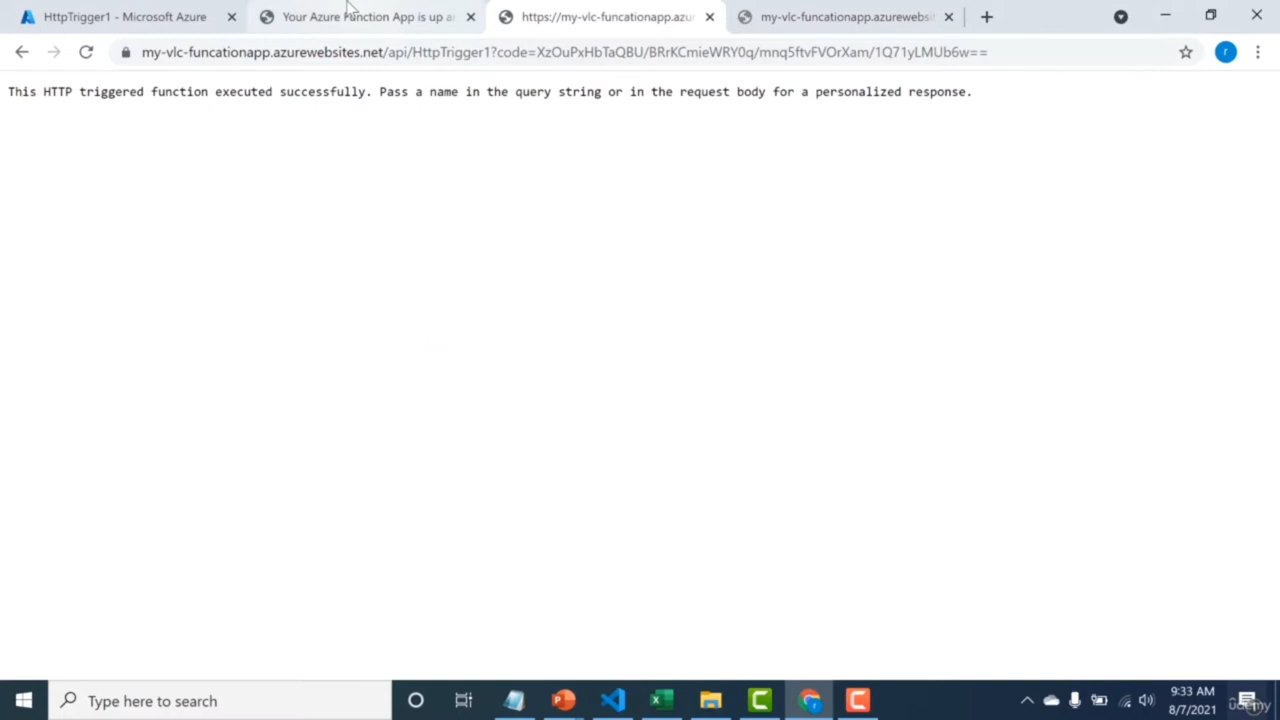 HttpTrigger1 - Microsoft Azure
Your Azure Function App is up a
https://my-vlc-funcationapp.azur
my-vlc-funcationapp.azurewebsit
my-vlc-funcationapp.azurewebsites.net/api/HttpTrigger1?code=XzOuPxHbTaQBU/BRrKCmieWRY0q/mnq5ftvFVOrXam/1Q71yLMUb6w==
r
This HTTP triggered function executed successfully. Pass a name in the query string or in the request body for a personalized response.
Type here to search
9:33 AM
8/7/2021
ûdemy